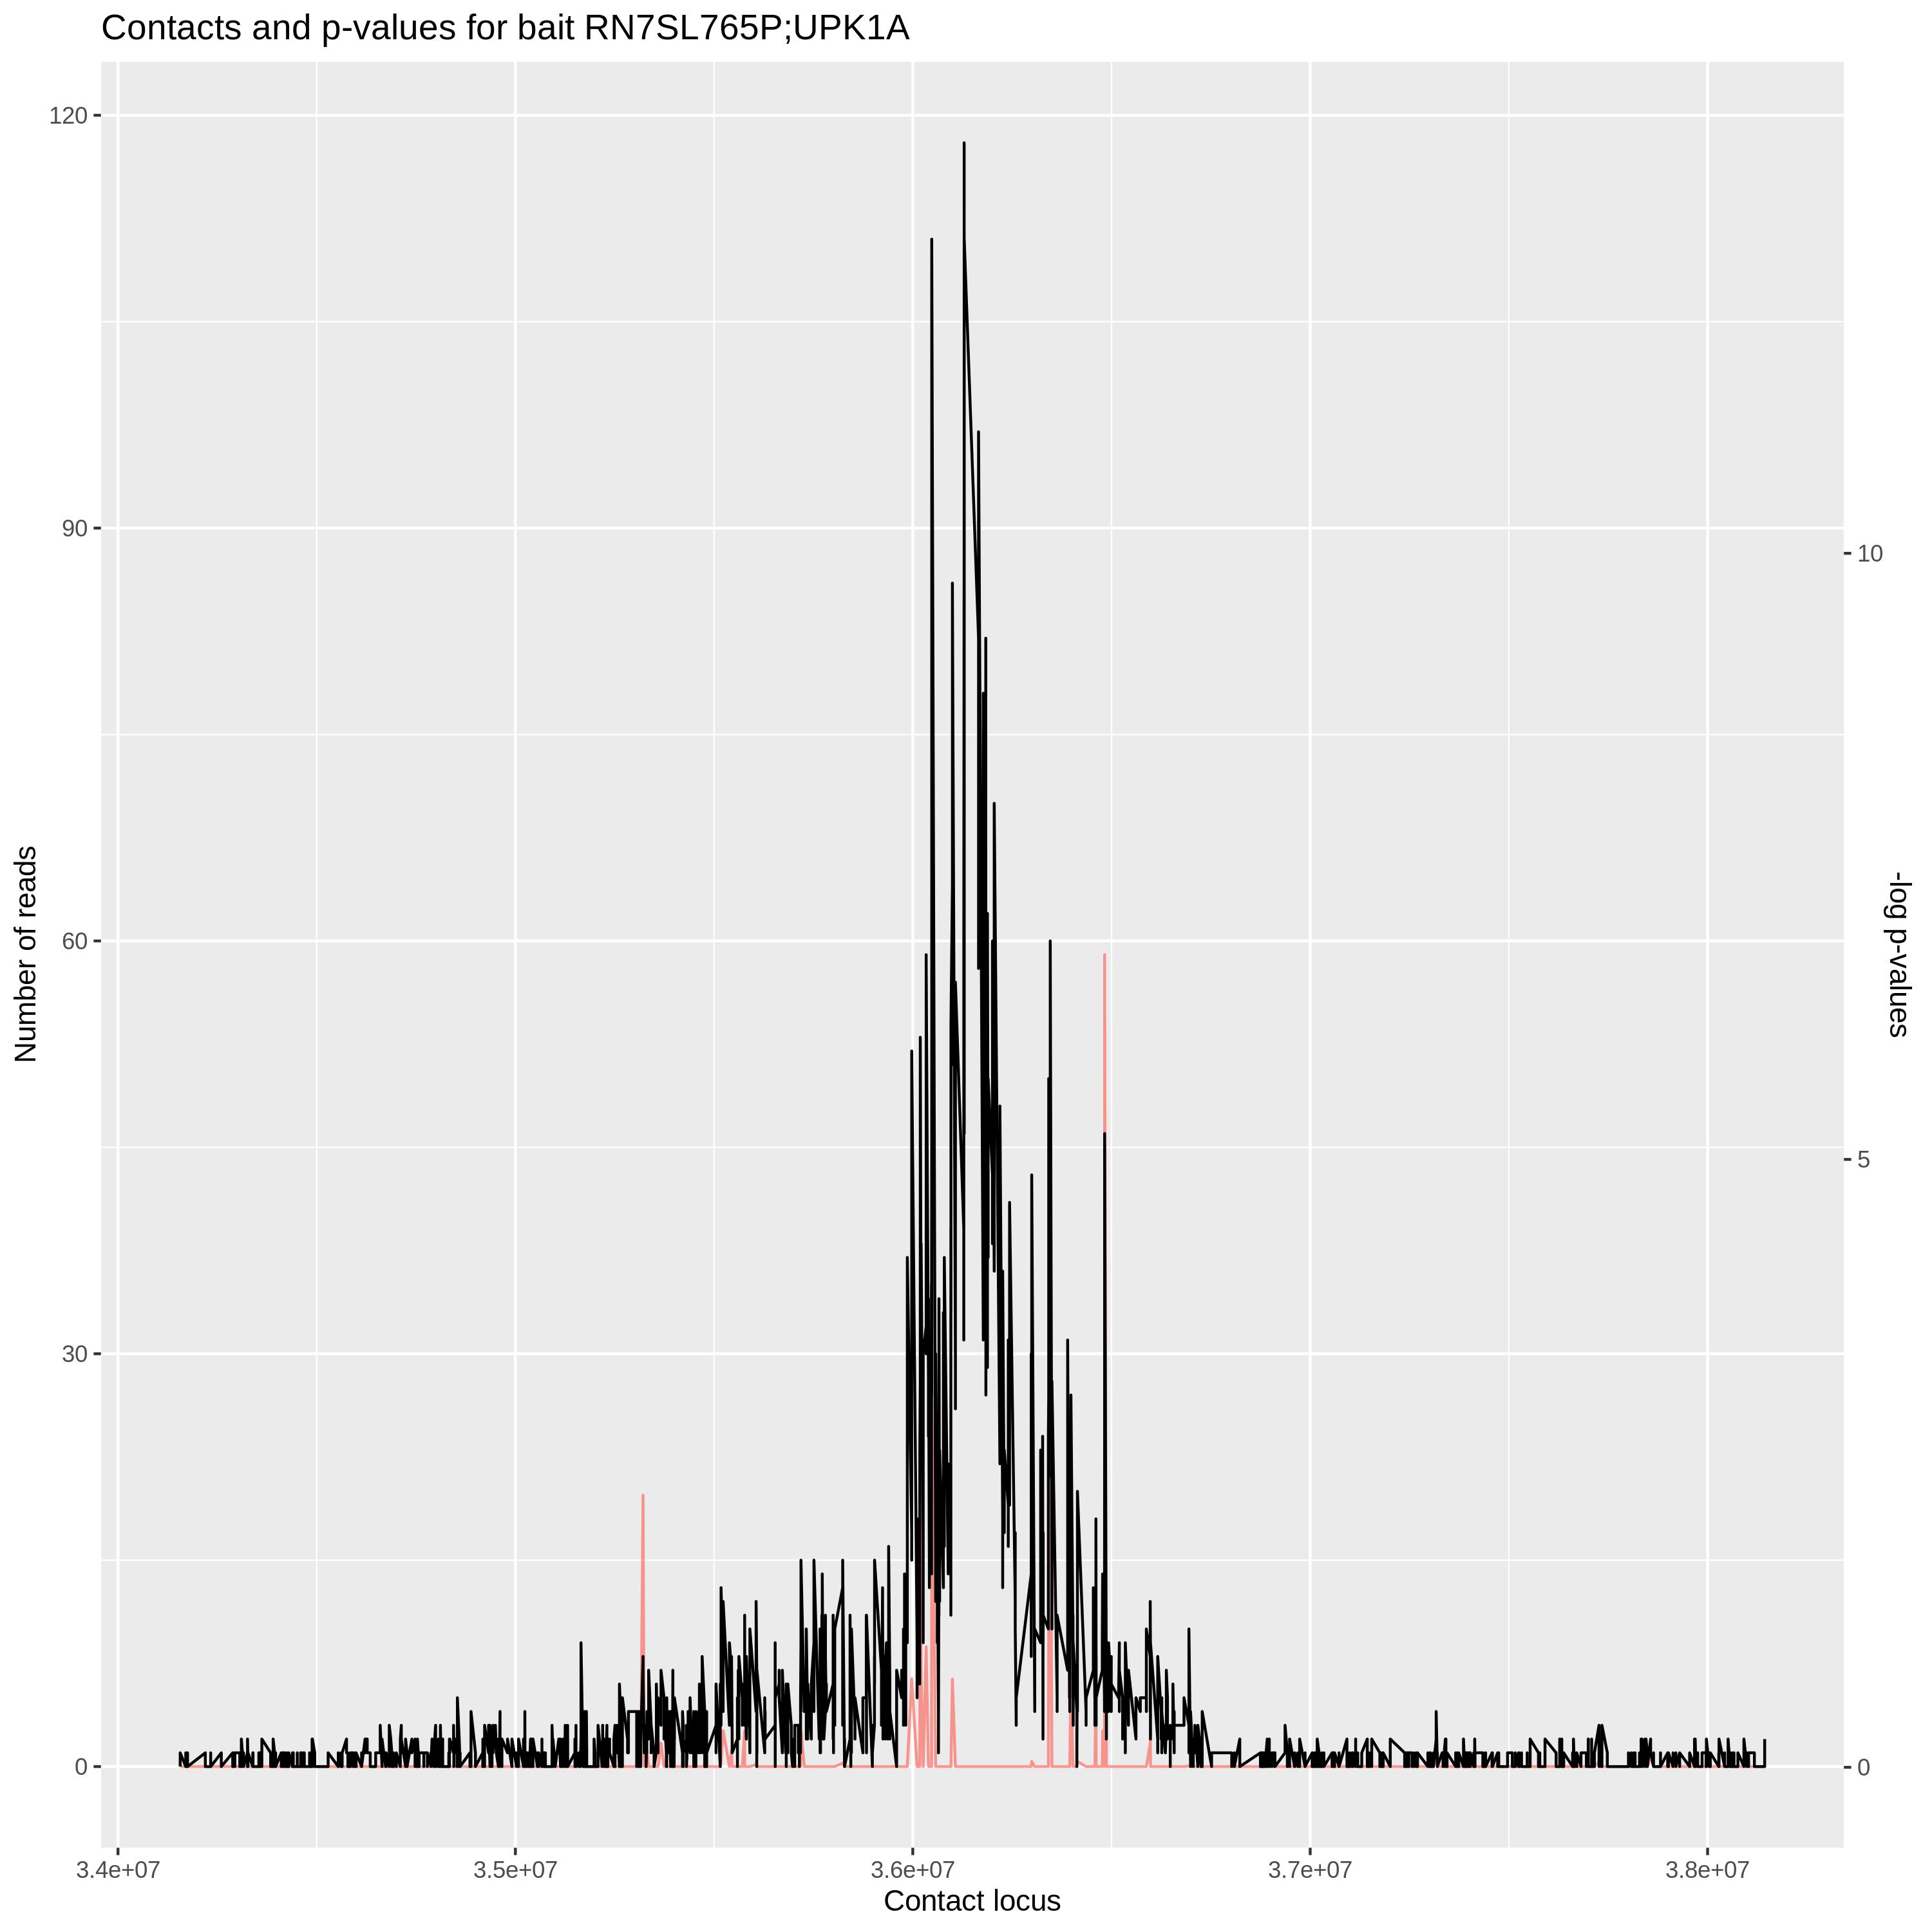 Contacts and p-values for bait RN7SL765P;UPK1A
120
90
60
30
0
Number of reads
10
5
0
-log p-values
3.4e+07
3.5e+07
3.6e+07
3.7e+07
3.8e+07
Contact locus